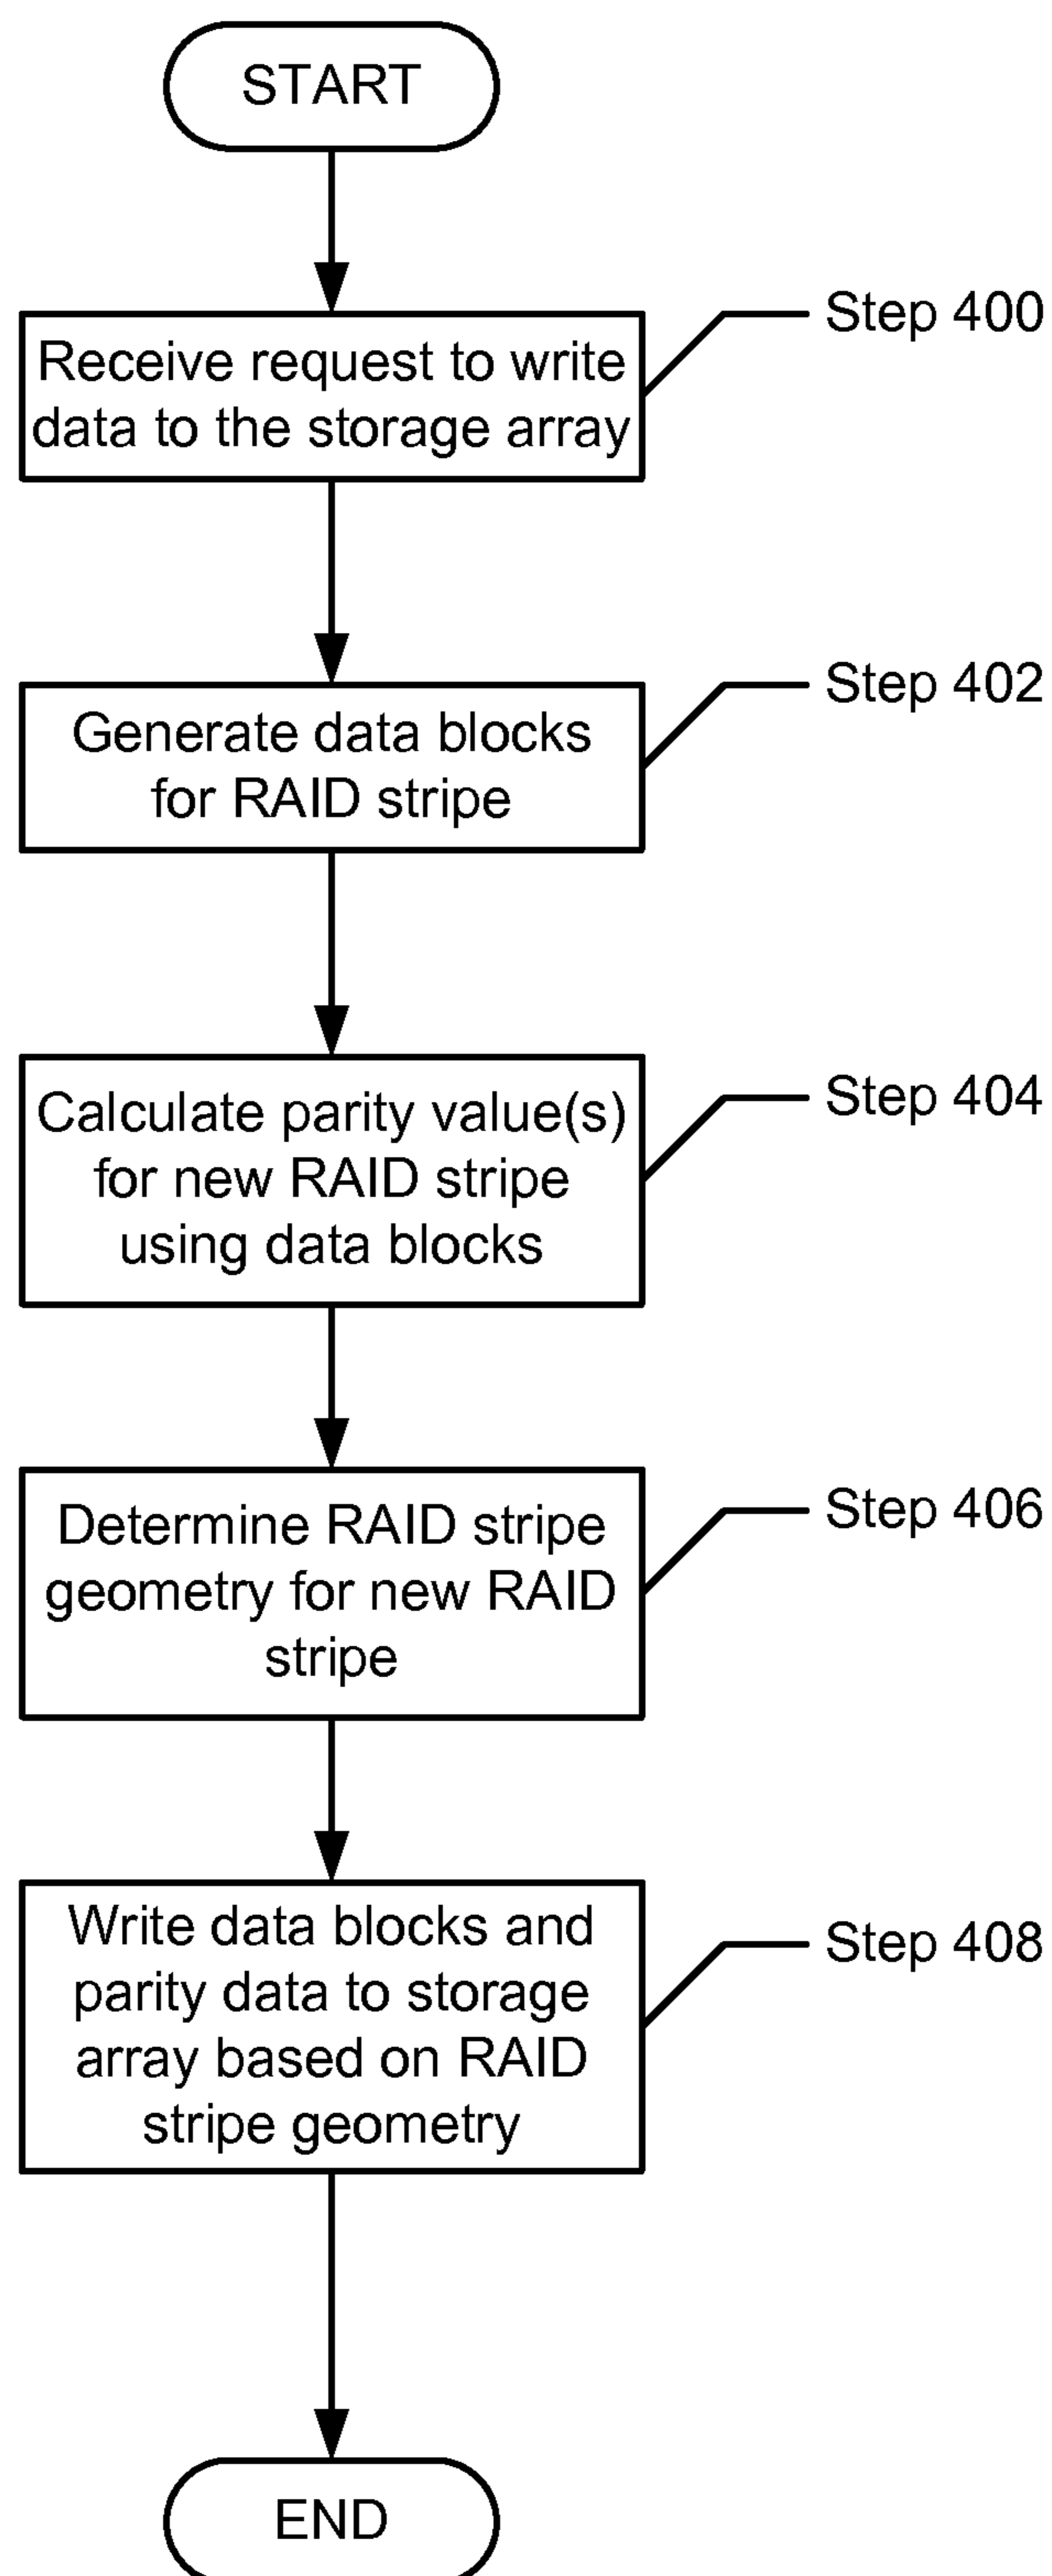 START
Step 400
Receive request to write
data to the storage array
Step 402
Generate data blocks
for RAID stripe
Step 404
Calculate parity value(s)
for new RAID stripe
using data blocks
Step 406
Determine RAID stripe
geometry for new RAID
stripe
Step 408
Write data blocks and
parity data to storage
array based on RAID
stripe geometry
END